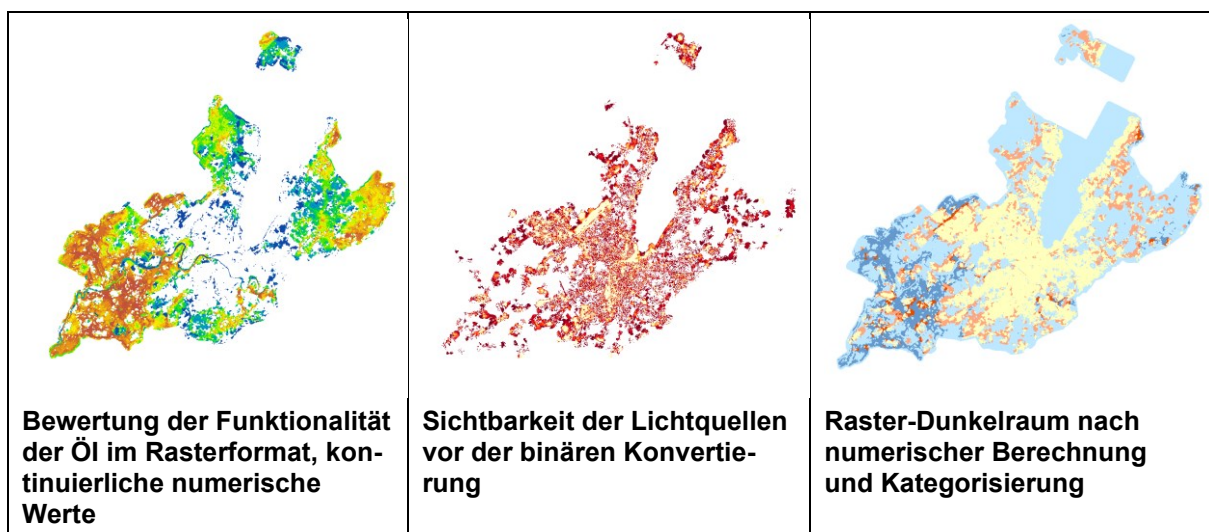 Bewertung der Funktionalität
der Öl im Rasterformat, kon-
tinuierliche numerische
Werte
Sichtbarkeit der Lichtquellen
vor der binären Konvertie-
rung
Raster-Dunkelraum nach
numerischer Berechnung
und Kategorisierung